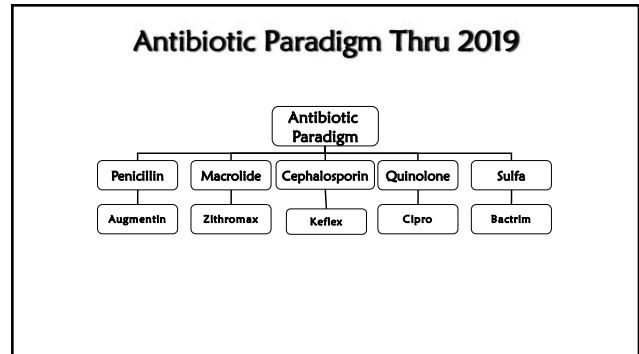 Antibiotic Paradigm Thru 2019
Antibiotic
Paradigm
Penicillin
Macrolide
Cephalosporin
Quinolone
Sulfa
Augmentin
Zithromax
Keflex
Cipro
Bactrim